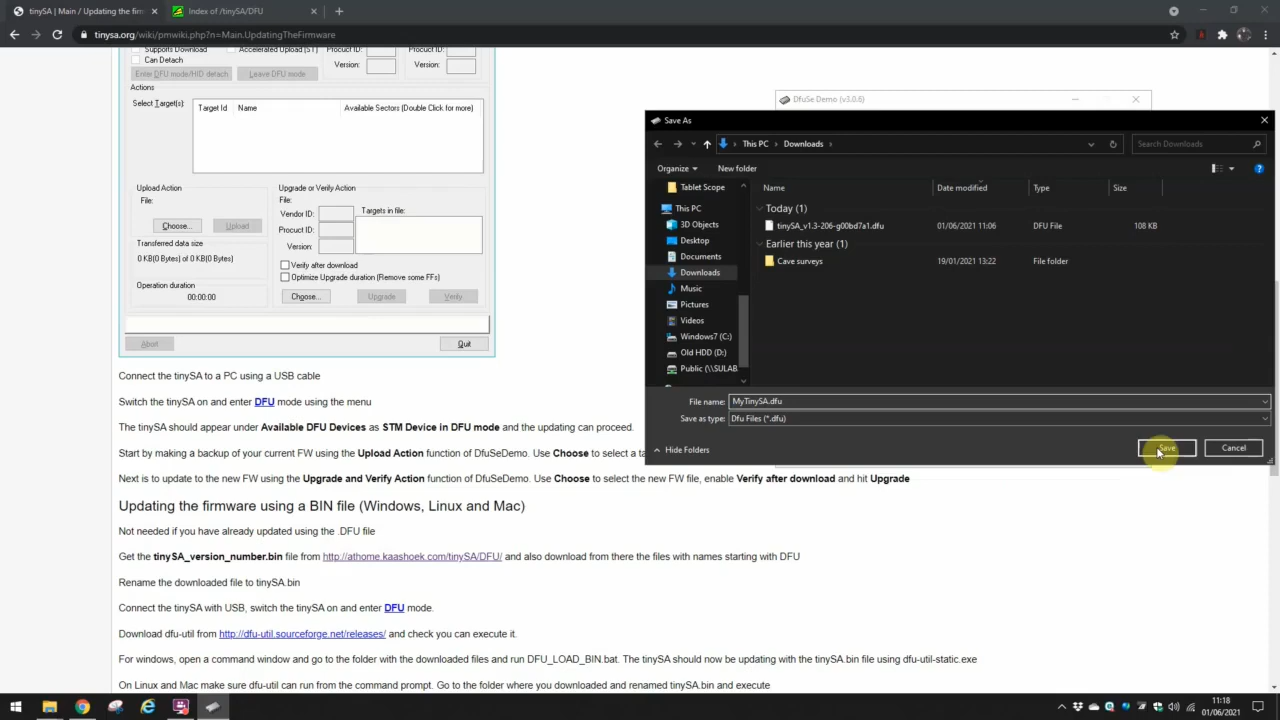 tinySA | Main / Updating the firm
Index of /tinySA/DFU
tinysa.org/wiki/pmwiki.php?n=Main.UpdatingTheFirmware
Supports Download
Accelerated Upload (ST)
Product ID:
Product ID:
Can Detach
Version:
Version:
Enter DFU mode/HID detach
Leave DFU mode
Actions
Select Target(s):
Target Id
Name
Available Sectors (Double Click for more)
Upload Action
File:
Choose...
Upload
Transferred data size
0 KB(0 Bytes) of 0 KB(0 Bytes)
Operation duration
00:00:00
Upgrade or Verify Action
File:
Vendor ID:
Targets in file:
Procuct ID:
Version:
Verify after download
Optimize Upgrade duration (Remove some FFs)
Choose...
Upgrade
Verify
Abort
Quit
DfuSe Demo (v3.0.6)
Save As
This PC
Downloads
Search Downloads
Organize
New folder
Tablet Scope
This PC
3D Objects
Desktop
Documents
Downloads
Music
Pictures
Videos
Windows7 (C:)
Old HDD (D:)
Public (\\SULAB
Name
Date modified
Type
Size
Today (1)
tinySA_v1.3-206-g00bd7a1.dfu
01/06/2021 11:06
DFU File
108 KB
Earlier this year (1)
Cave surveys
19/01/2021 13:22
File folder
File name:
MyTinySA.dfu
Save as type:
Dfu Files (*.dfu)
Hide Folders
Save
Cancel
Connect the tinySA to a PC using a USB cable
Switch the tinySA on and enter DFU mode using the menu
The tinySA should appear under Available DFU Devices as STM Device in DFU mode and the updating can proceed.
Start by making a backup of your current FW using the Upload Action function of DfuSeDemo. Use Choose to select a ta
Next is to update to the new FW using the Upgrade and Verify Action function of DfuSeDemo. Use Choose to select the new FW file, enable Verify after download and hit Upgrade
Updating the firmware using a BIN file (Windows, Linux and Mac)
Not needed if you have already updated using the .DFU file
Get the tinySA_version_number.bin file from http://athome.kaashoek.com/tinySA/DFU/ and also download from there the files with names starting with DFU
Rename the downloaded file to tinySA.bin
Connect the tinySA with USB, switch the tinySA on and enter DFU mode.
Download dfu-util from http://dfu-util.sourceforge.net/releases/ and check you can execute it.
For windows, open a command window and go to the folder with the downloaded files and run DFU_LOAD_BIN.bat. The tinySA should now be updating with the tinySA.bin file using dfu-util-static.exe
On Linux and Mac make sure dfu-util can run from the command prompt. Go to the folder where you downloaded and renamed tinySA.bin and execute
11:18
01/06/2021